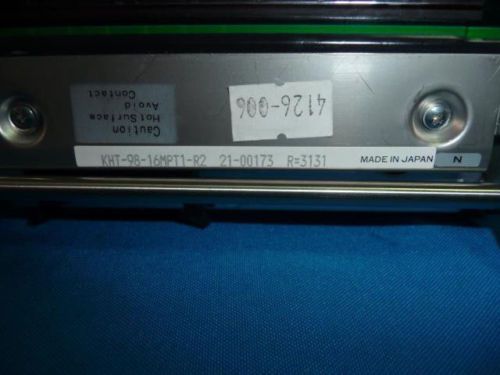 Caution
Hot Surface
Avoid
Contact
4126-006
KHT-98-16MPT1-R2 21-00173 R=3131 MADE IN JAPAN N